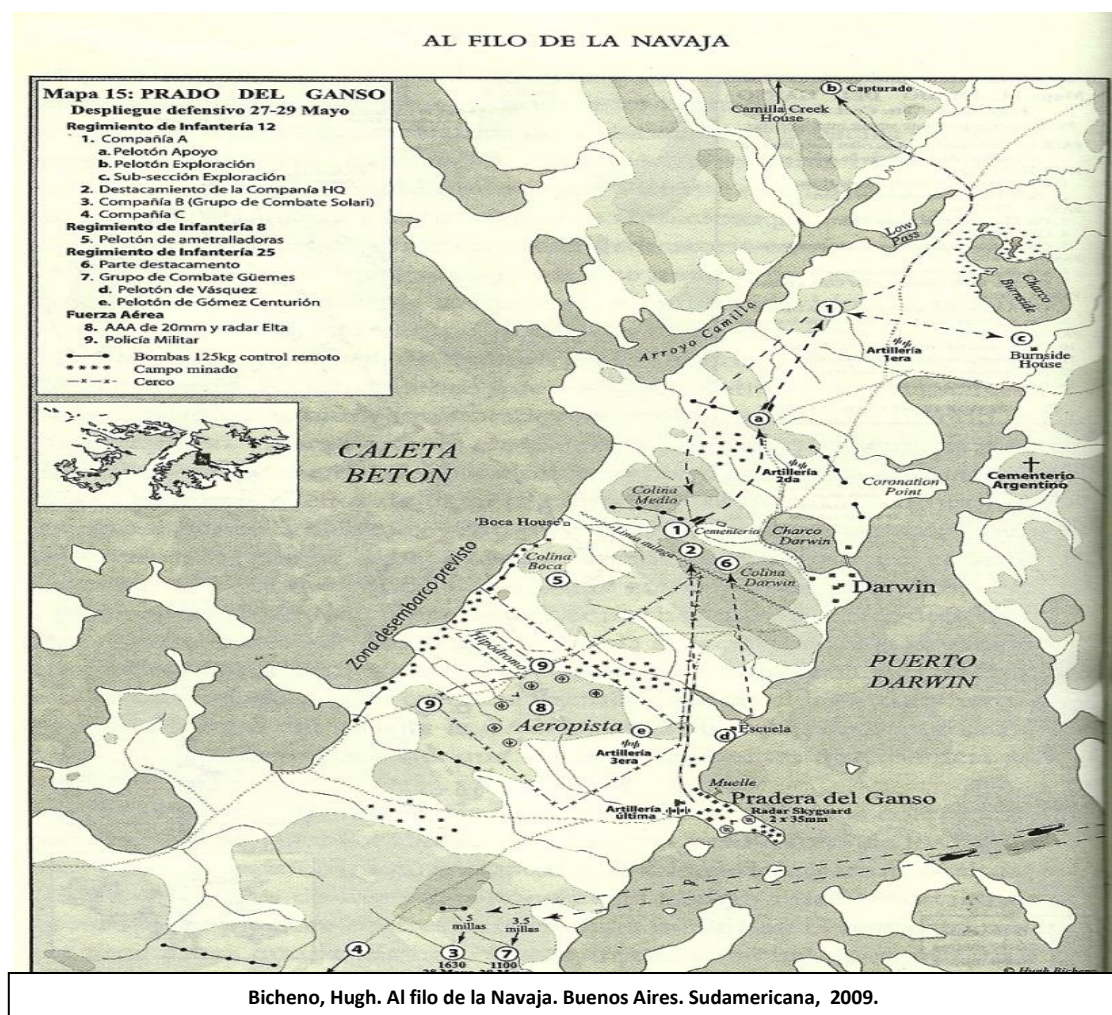 AL FILO DE LA NAVAJA
Mapa 15: PRADO DEL GANSO
Despliegue defensivo 27-29 Mayo
Regimiento de Infantería 12
1. Compañía A
a. Pelotón Apoyo
b. Pelotón Exploración
c. Sub-sección Exploración
2. Destacamento de la Companía HQ
3. Compañía B (Grupo de Combate Solari)
4. Compañía C
Regimiento de Infantería 8
5. Pelotón de ametralladoras
Regimiento de Infantería 25
6. Parte destacamento
7. Grupo de Combate Güemes
d. Pelotón de Vásquez
e. Pelotón de Gómez Centurión
Fuerza Aérea
8. AAA de 20mm y radar Elta
9. Policía Militar
Bombas 125kg control remoto
Campo minado
Cerco
b Capturado
Camilla Creek
House
Low
Pass
Charco
Burnside
1
Arroyo Camilla
Artillería
1era
c
Burnside
House
a
CALETA
BETON
Artillería
2da
Coronation
Point
Cementerio
Argentino
Colina
Medio
'Boca House'
1
Cementerio
Charco
Darwin
2
6
Colina
Darwin
Colina
Boca
5
Darwin
Zona desembarco previsto
Hipódromo
9
PUERTO
DARWIN
9
8
Aeropista
e
d
Escuela
Artillería
3era
Muelle
Pradera del Ganso
Artillería
última
Radar Skyguard
2 x 35mm
5
millas
3.5
millas
4
3
7
1630
1100
© Hugh Bicheno
Bicheno, Hugh. Al filo de la Navaja. Buenos Aires. Sudamericana, 2009.